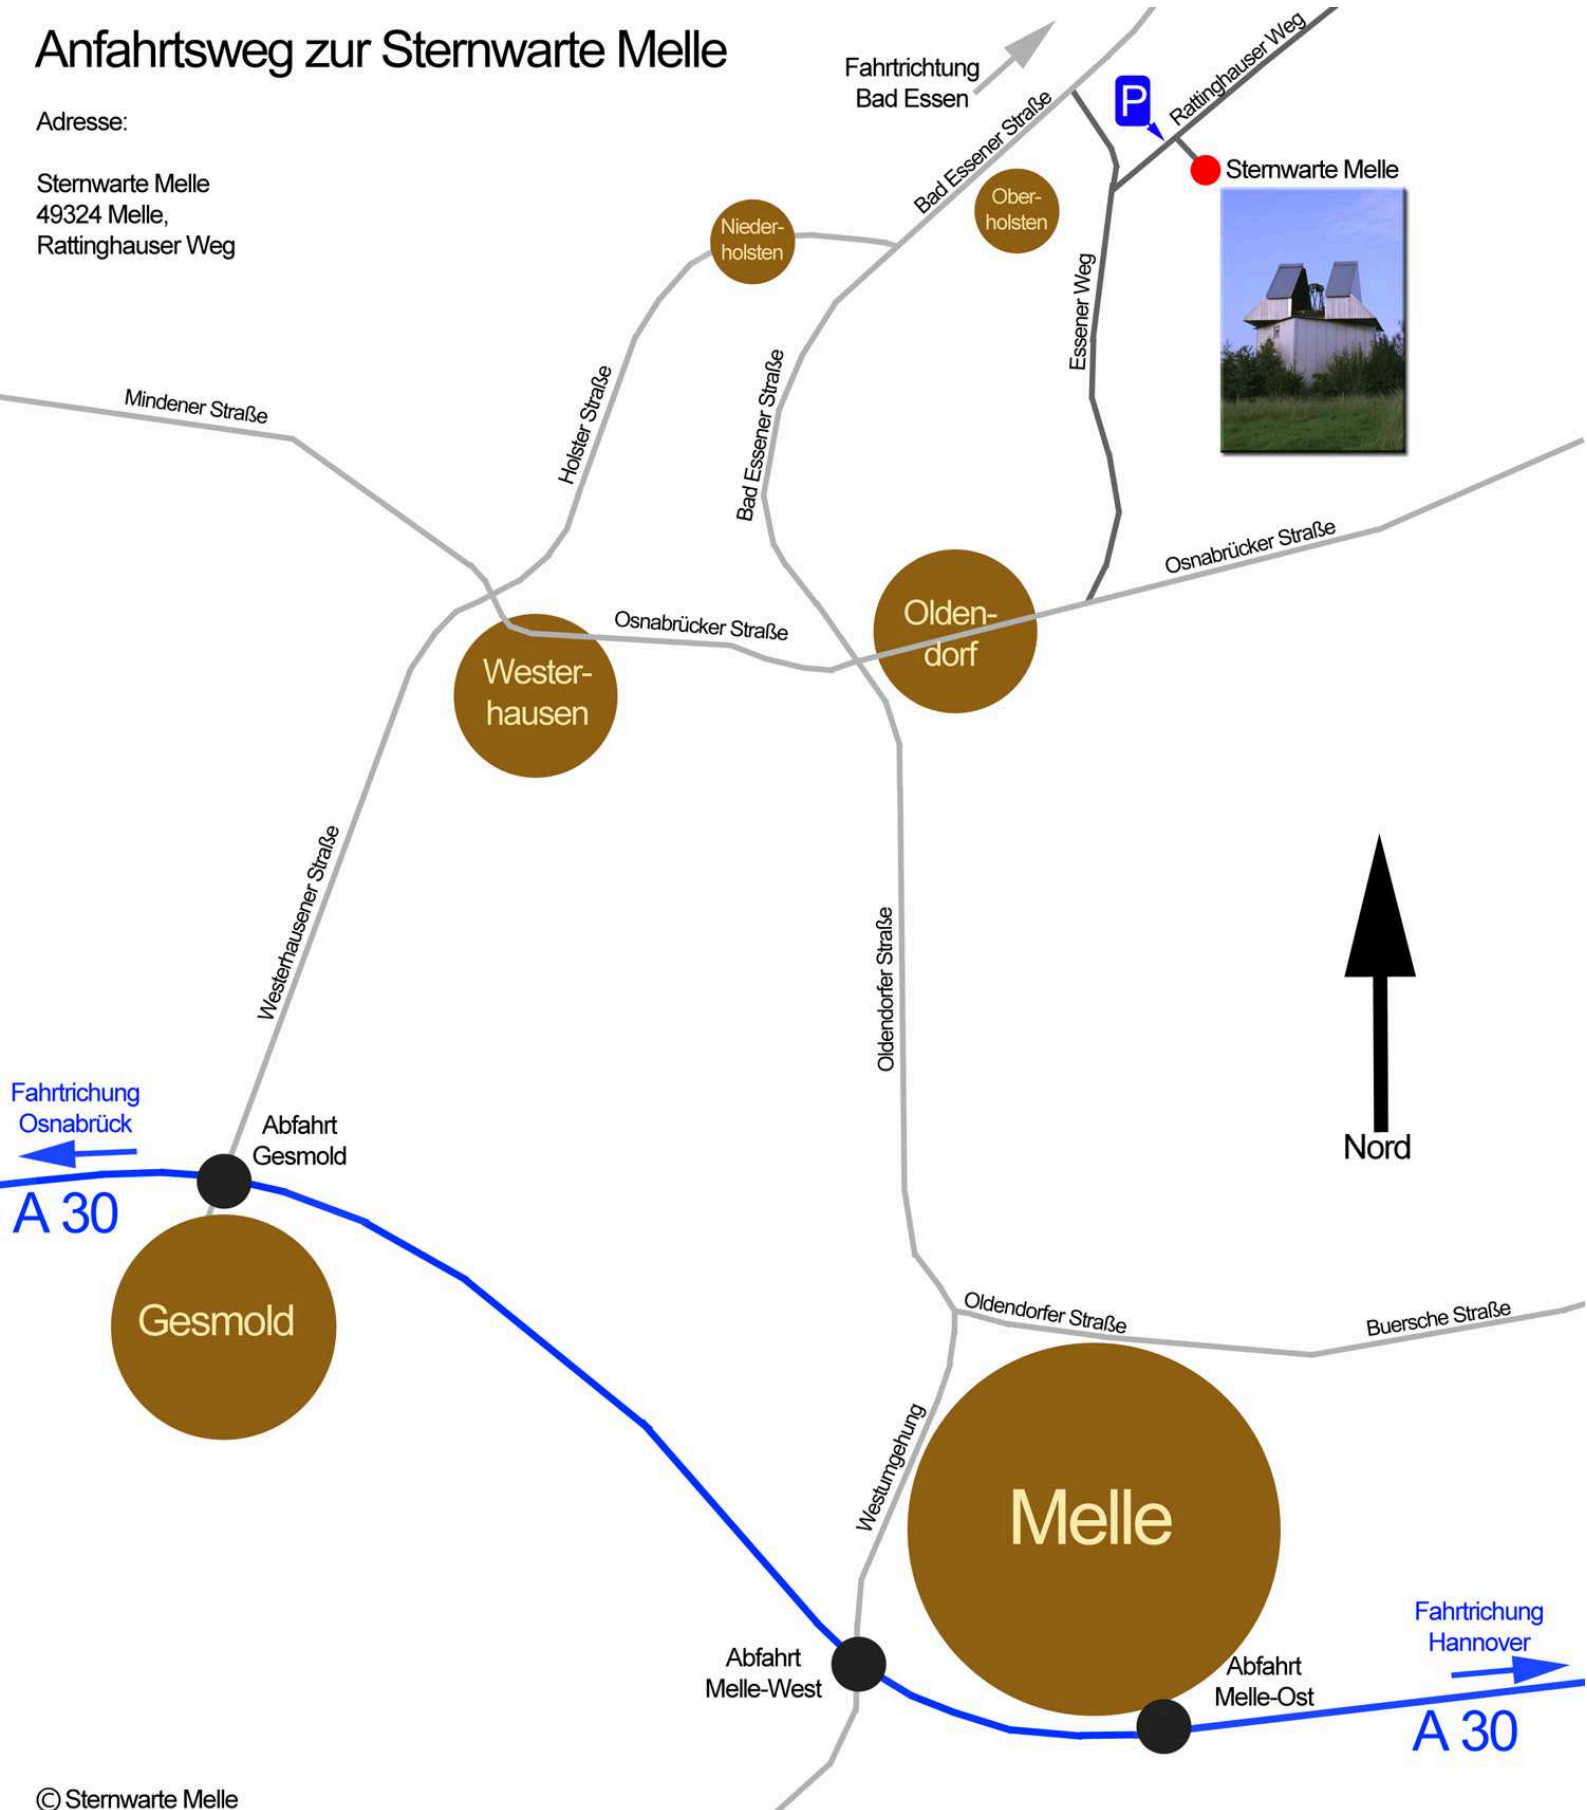 Anfahrtsweg zur Sternwarte Melle
Adresse:
Sternwarte Melle
49324 Melle,
Rattinghauser Weg
Fahrtrichtung
Bad Essen
Bad Essener Straße
P
Rattinghauser Weg
Sternwarte Melle
Ober-
holsten
Nieder-
holsten
Essener Weg
Mindener Straße
Holster Straße
Bad Essener Straße
Osnabrücker Straße
Olden-
dorf
Osnabrücker Straße
Wester-
hausen
Westerhausener Straße
Oldendorfer Straße
Nord
Fahrtrichung
Osnabrück
Abfahrt
Gesmold
A 30
Gesmold
Oldendorfer Straße
Buersche Straße
Westumgehung
Melle
Abfahrt
Melle-West
Abfahrt
Melle-Ost
Fahrtrichung
Hannover
A 30
© Sternwarte Melle